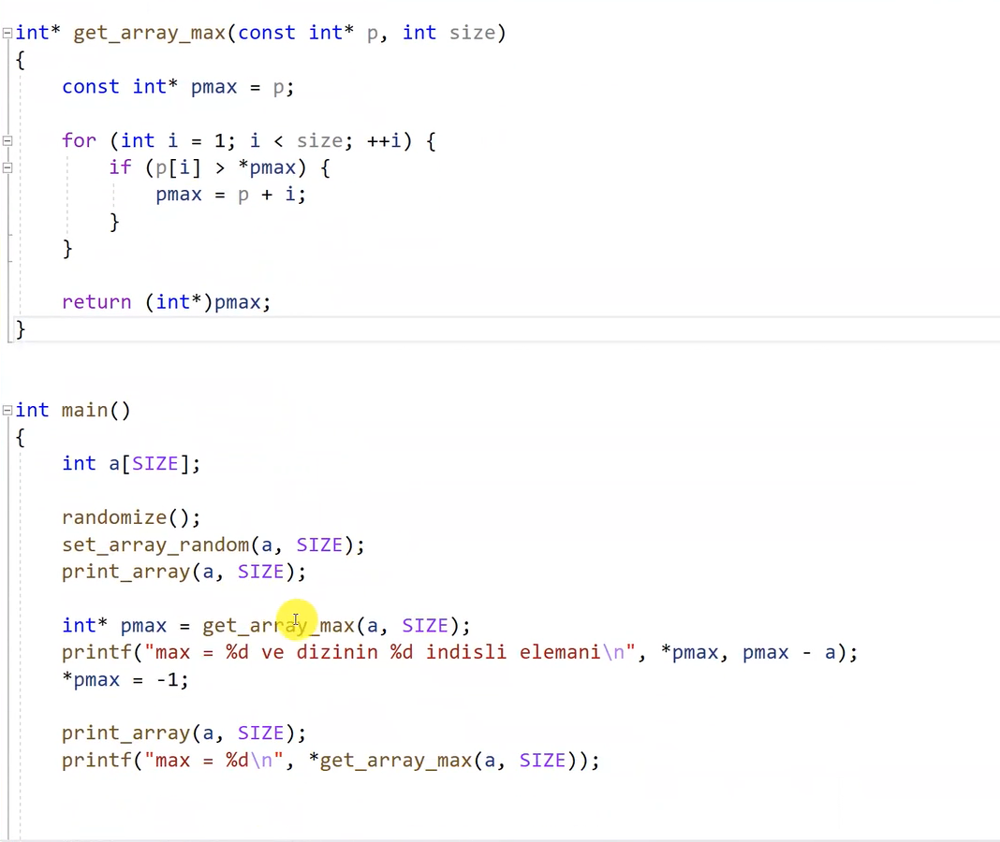 int* get_array_max(const int* p, int size)
{
    const int* pmax = p;
    for (int i = 1; i < size; ++i) {
        if (p[i] > *pmax) {
            pmax = p + i;
        }
    }
    return (int*)pmax;
}
int main()
{
    int a[SIZE];
    randomize();
    set_array_random(a, SIZE);
    print_array(a, SIZE);
    int* pmax = get_array_max(a, SIZE);
    printf("max = %d ve dizinin %d indisli elemani\n", *pmax, pmax - a);
    *pmax = -1;
    print_array(a, SIZE);
    printf("max = %d\n", *get_array_max(a, SIZE));